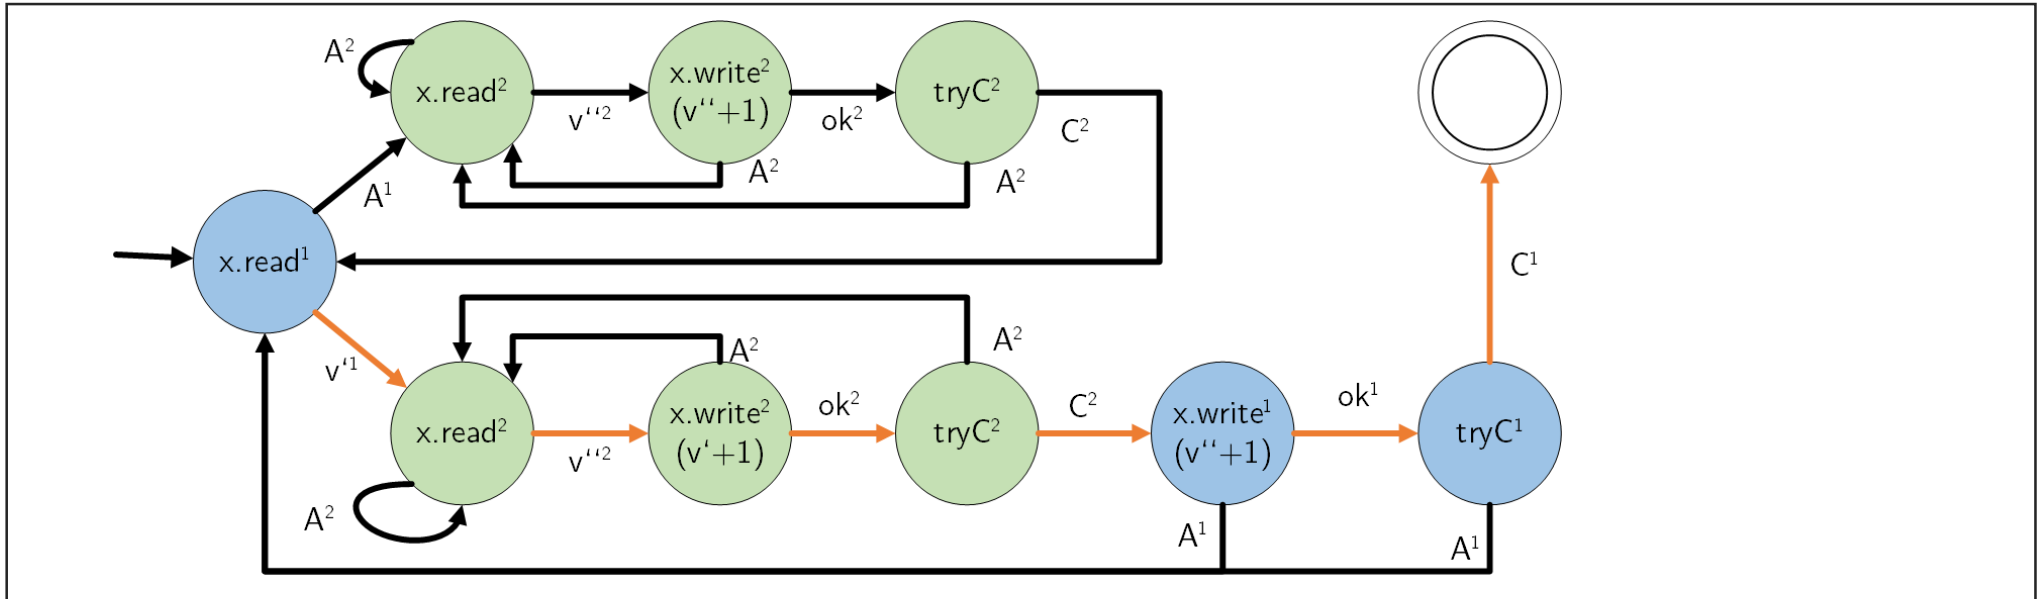 A²
x.read²
v‘‘²
x.write²
(v‘‘+1)
ok²
tryC²
C²
A²
A²
A¹
x.read¹
C¹
v‘¹
A²
A²
x.read²
v‘‘²
x.write²
(v‘+1)
ok²
tryC²
C²
x.write¹
(v‘‘+1)
ok¹
tryC¹
A²
A¹
A¹